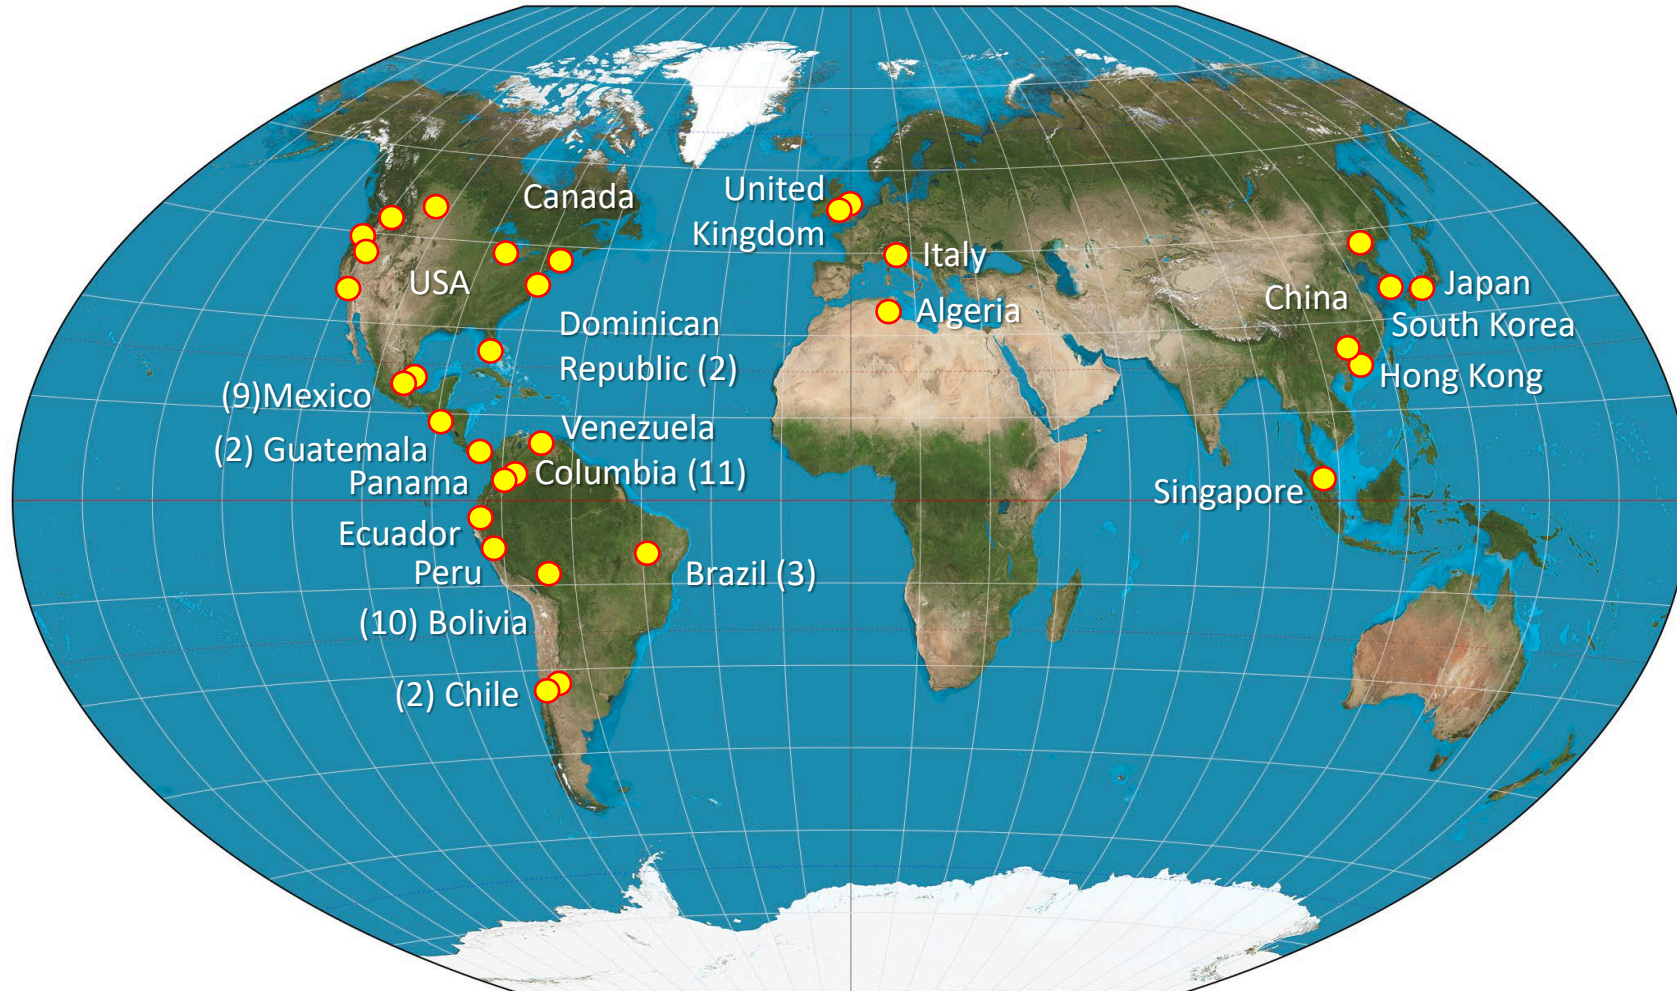 Canada
United
Kingdom
USA
Italy
Algeria
China
Japan
South Korea
Dominican
Republic (2)
Hong Kong
(9)Mexico
Venezuela
(2) Guatemala
Columbia (11)
Panama
Singapore
Ecuador
Peru
Brazil (3)
(10) Bolivia
(2) Chile